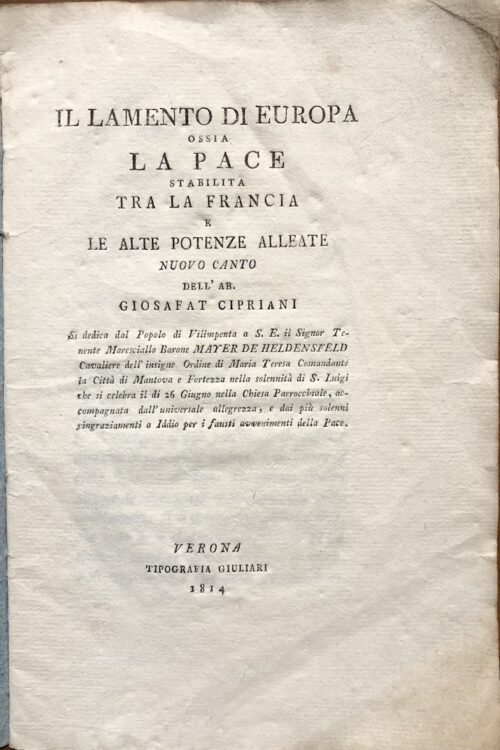 IL LAMENTO DI EUROPA
OSSIA
LA PACE
STABILITA
TRA LA FRANCIA
E
LE ALTE POTENZE ALLEATE
NUOVO CANTO
DELL' AB.
GIOSAFAT CIPRIANI
Si dedica dal Popolo di Vilimpenta a S. E. il Signor Te-
nente Maresciallo Barone MAYER DE HELDENSFELD
Cavaliere dell'insigne Ordine di Maria Teresa Comandante
la Città di Mantova e Fortezza nella solennità di S. Luigi
che si celebra il dì 26 Giugno nella Chiesa Parrocchiale, ac-
compagnata dall'universale allegrezza, e dai più solenni
ringraziamenti a Iddio per i fausti avvenimenti della Pace.
VERONA
TIPOGRAFIA GIULIARI
1814